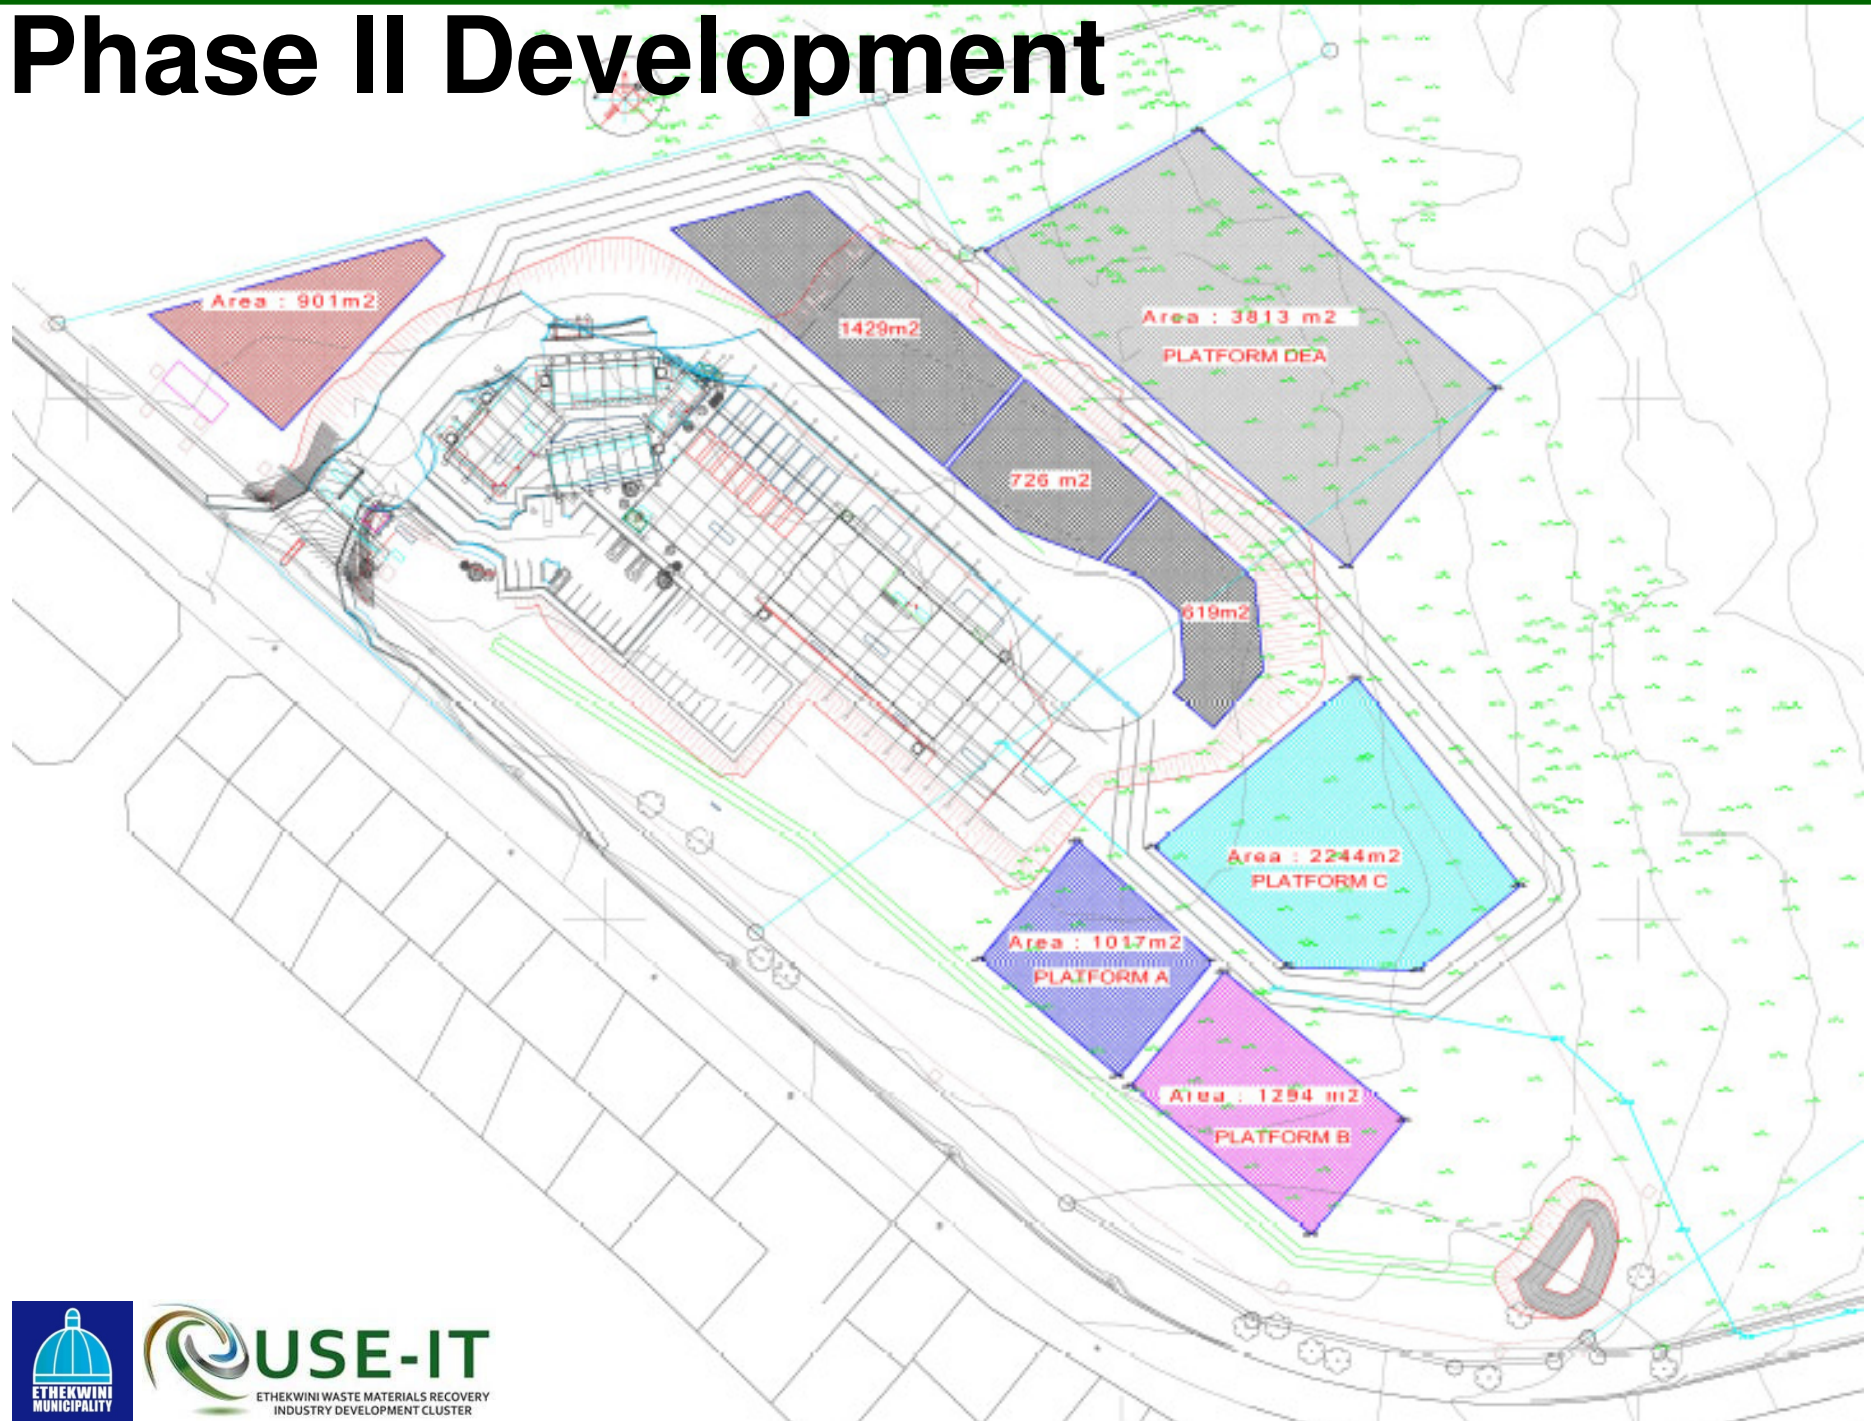 Phase II Development
Area : 901m2
1429m2
Area : 3813 m2
PLATFORM DEA
726 m2
619m2
Area : 2244m2
PLATFORM C
Area : 1017m2
PLATFORM A
Area : 1294 m2
PLATFORM B
ETHEKWINI
MUNICIPALITY
USE-IT
ETHEKWINI WASTE MATERIALS RECOVERY
INDUSTRY DEVELOPMENT CLUSTER